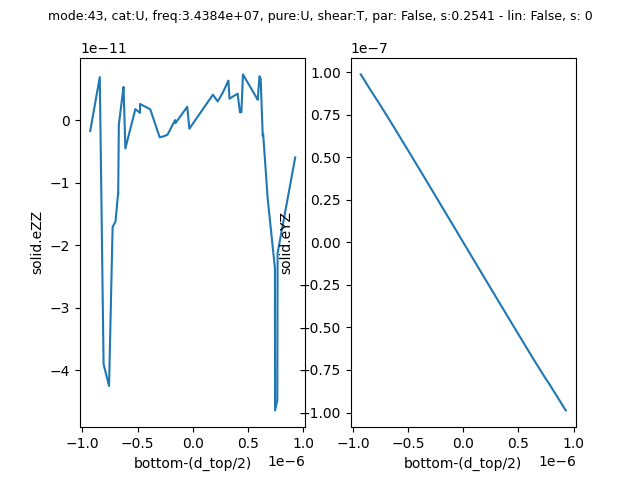 mode:43, cat:U, freq:3.4384e+07, pure:U, shear:T, par: False, s:0.2541 - lin: False, s: 0
1e−11
0
−1
−2
−3
−4
solid.eZZ
−1.0
−0.5
0.0
0.5
1.0
1e−6
bottom-(d_top/2)
1e−7
1.00
0.75
0.50
0.25
0.00
−0.25
−0.50
−0.75
−1.00
solid.eYZ
−1.0
−0.5
0.0
0.5
1.0
1e−6
bottom-(d_top/2)